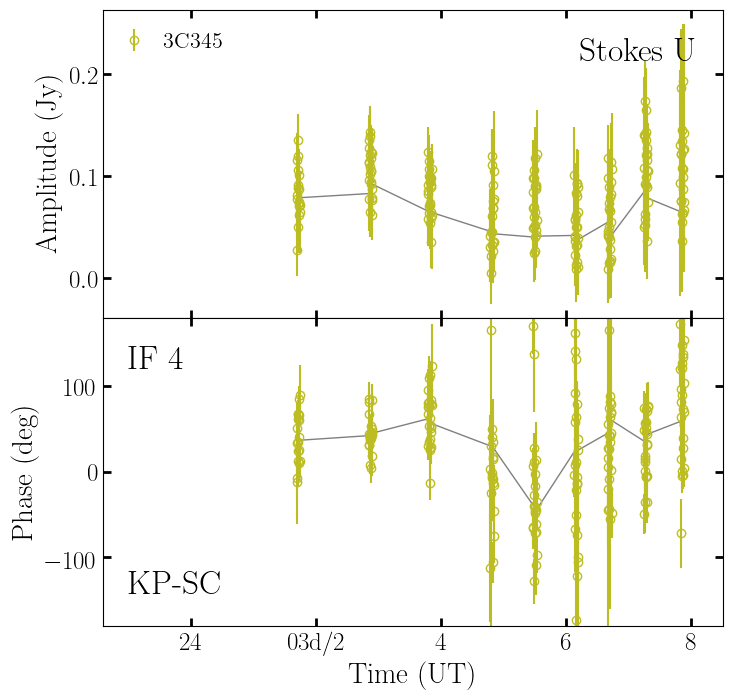 3C345
Stokes U
Amplitude (Jy)
0.2
0.1
0.0
IF 4
KP-SC
Phase (deg)
100
0
−100
24 03d/2 4 6 8
Time (UT)